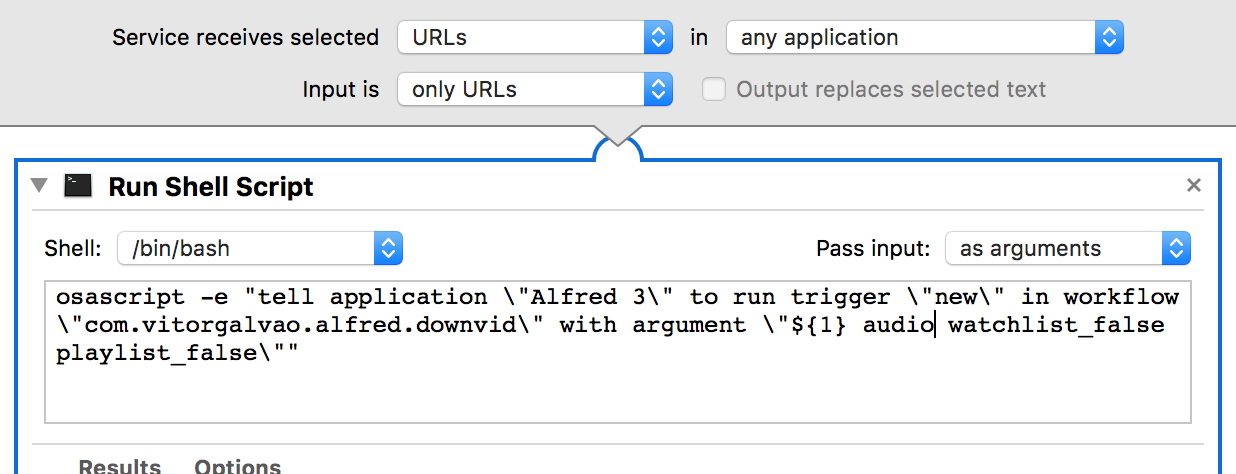 Service receives selected URLs in any application
Input is only URLs Output replaces selected text
>_
Run Shell Script ×
Shell: /bin/bash Pass input: as arguments
osascript -e "tell application \"Alfred 3\" to run trigger \"new\" in workflow
\"com.vitorgalvao.alfred.downvid\" with argument \"${1} audio watchlist_false
playlist_false\""
Results Options